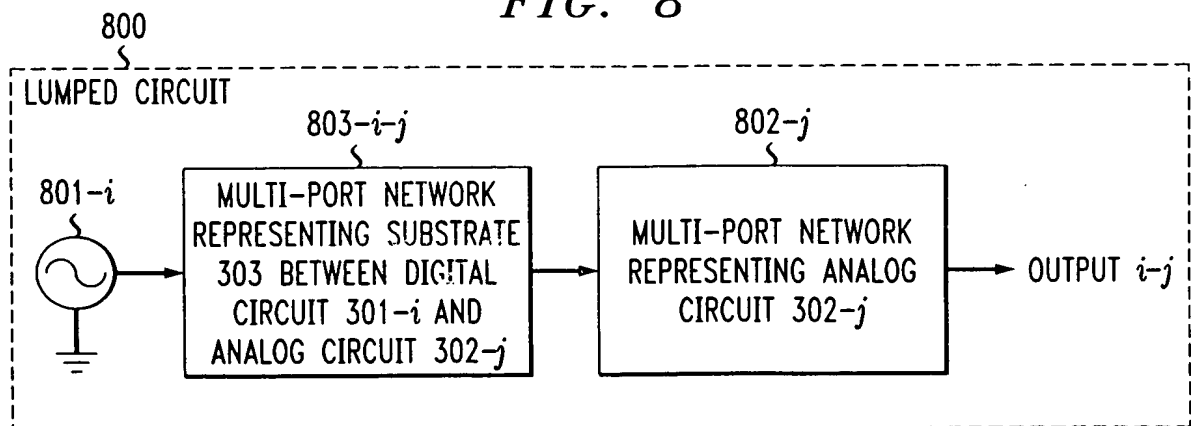 FIG. 8
800
LUMPED CIRCUIT
803-i-j
802-j
801-i
MULTI-PORT NETWORK
REPRESENTING SUBSTRATE
303 BETWEEN DIGITAL
CIRCUIT 301-i AND
ANALOG CIRCUIT 302-j
MULTI-PORT NETWORK
REPRESENTING ANALOG
CIRCUIT 302-j
OUTPUT i-j